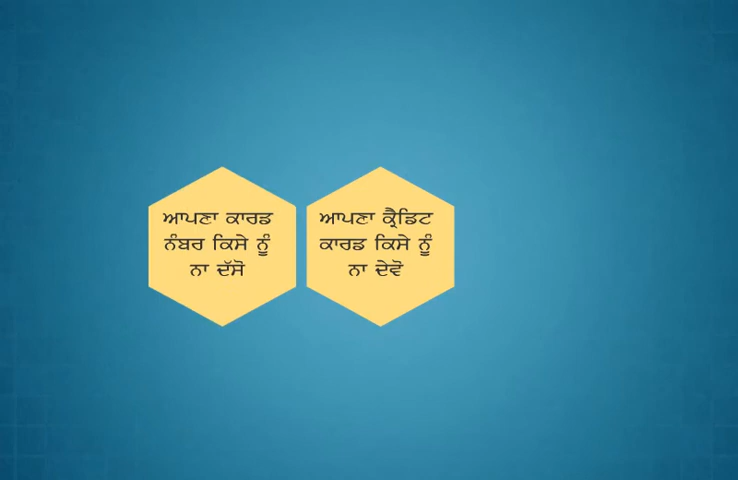 ਆਪਣਾ ਕਾਰਡ
ਨੰਬਰ ਕਿਸੇ ਨੂੰ
ਨਾ ਦੱਸੋ
ਆਪਣਾ ਕ੍ਰੈਡਿਟ
ਕਾਰਡ ਕਿਸੇ ਨੂੰ
ਨਾ ਦੇਵੋ